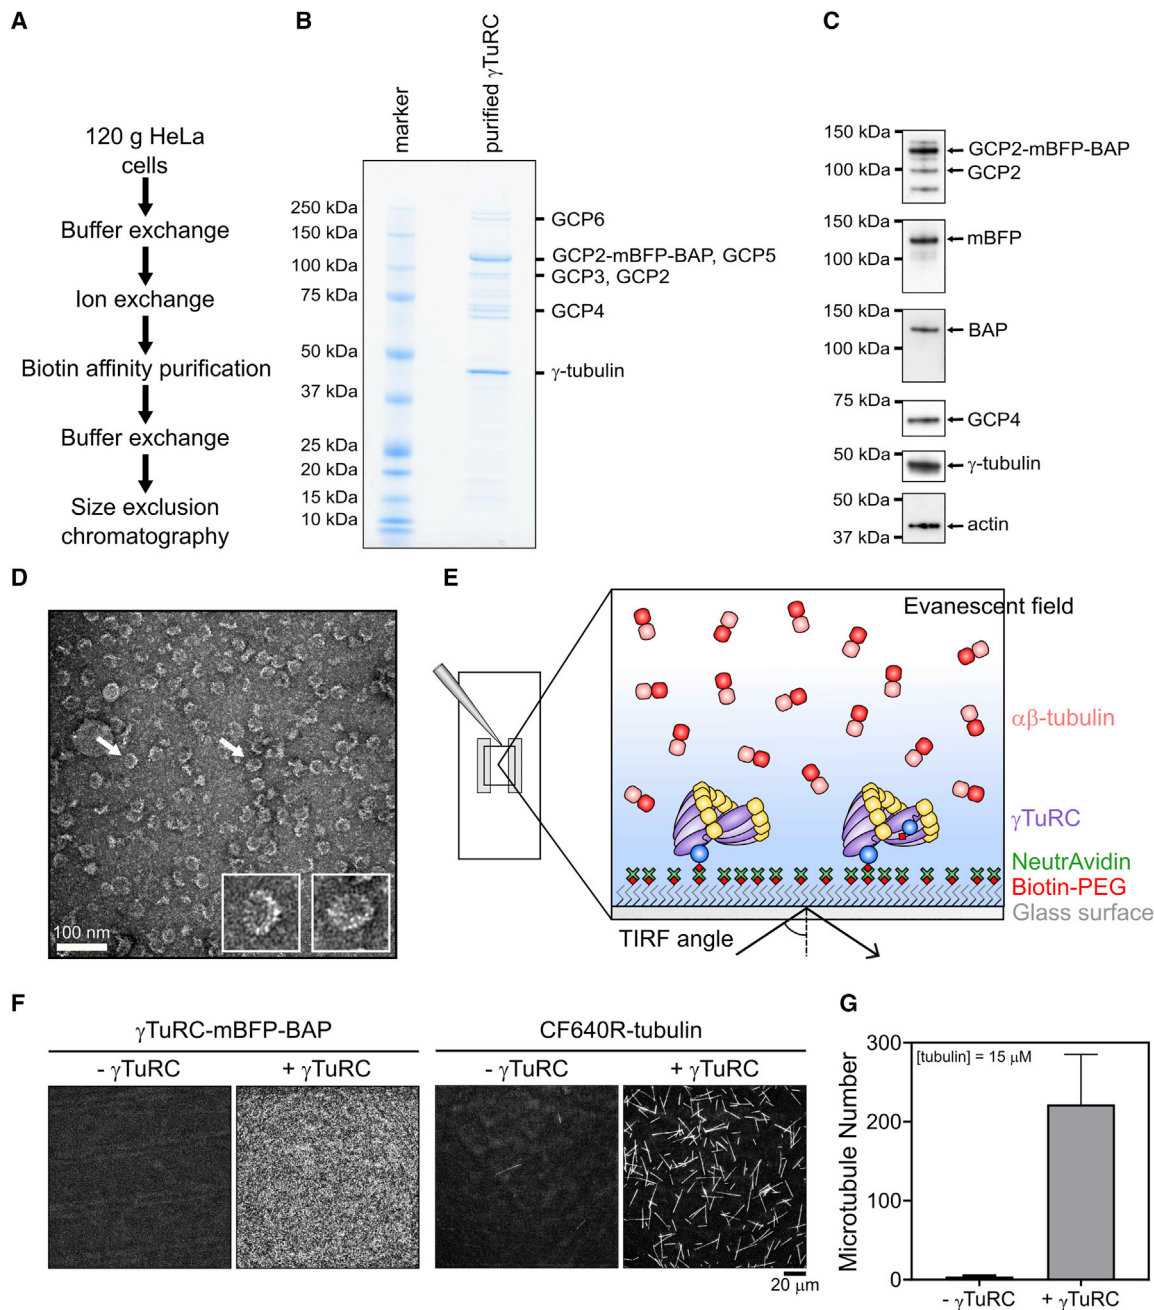 A
120 g HeLa
cells
Buffer exchange
Ion exchange
Biotin affinity purification
Buffer exchange
Size exclusion
chromatography
B
marker
purified γTuRC
250 kDa
150 kDa
100 kDa
75 kDa
50 kDa
37 kDa
25 kDa
20 kDa
15 kDa
10 kDa
GCP6
GCP2-mBFP-BAP, GCP5
GCP3, GCP2
GCP4
γ-tubulin
C
150 kDa
100 kDa
GCP2-mBFP-BAP
GCP2
150 kDa
100 kDa
mBFP
150 kDa
100 kDa
BAP
75 kDa
GCP4
50 kDa
γ-tubulin
50 kDa
37 kDa
actin
D
100 nm
E
Evanescent field
αβ-tubulin
γTuRC
NeutrAvidin
Biotin-PEG
Glass surface
TIRF angle
F
γTuRC-mBFP-BAP
- γTuRC
+ γTuRC
CF640R-tubulin
- γTuRC
+ γTuRC
20 μm
G
[tubulin] = 15 μM
Microtubule Number
300
200
100
0
- γTuRC
+ γTuRC